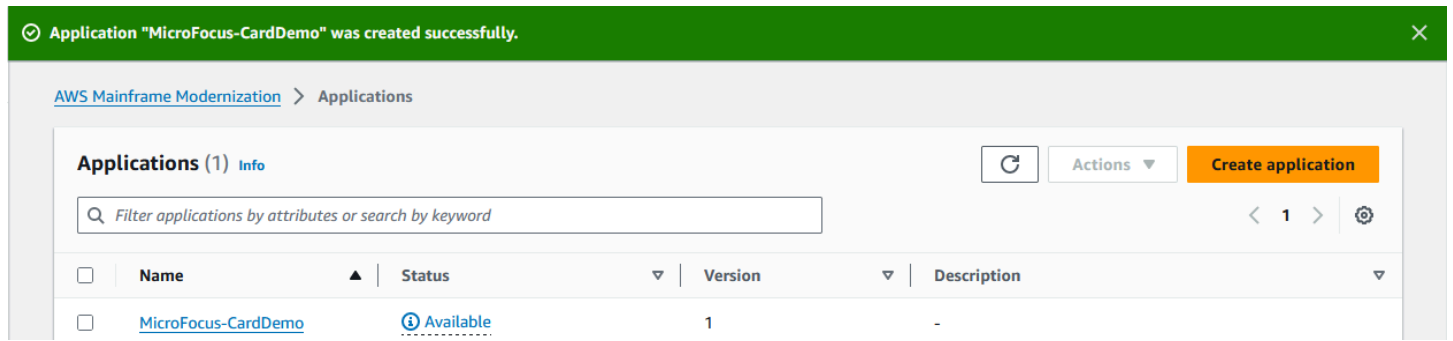 Application "MicroFocus-CardDemo" was created successfully.
AWS Mainframe Modernization > Applications
Applications (1) Info
Actions
Create application
Filter applications by attributes or search by keyword
1
Name Status Version Description
MicroFocus-CardDemo Available 1 -